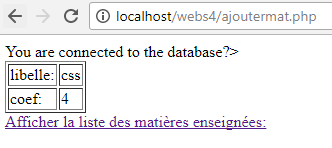 localhost/webs4/ajoutermat.php
You are connected to the database?>
libelle: css
coef: 4
Afficher la liste des matières enseignées: